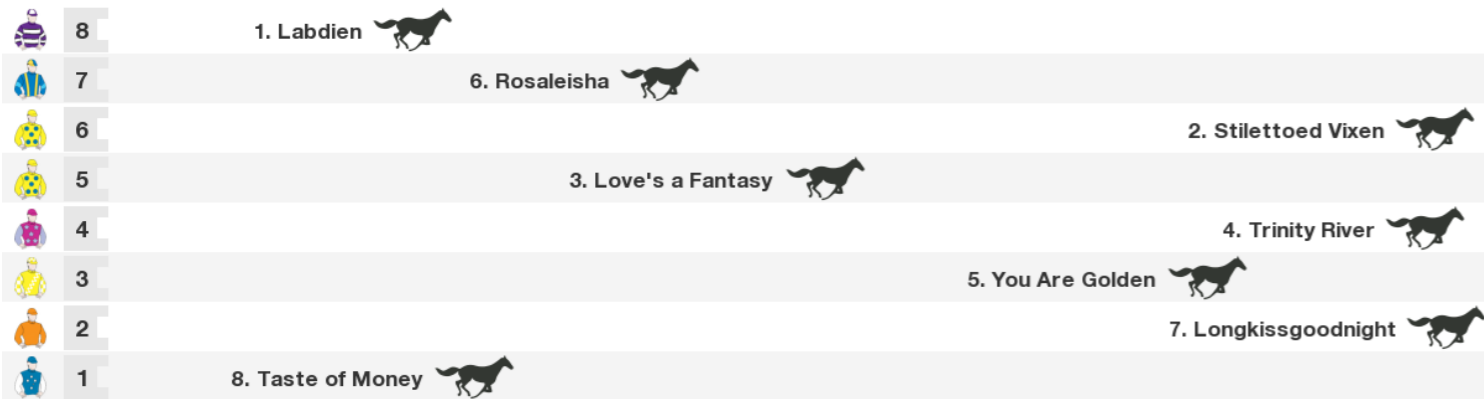 8 1. Labdien
7 6. Rosaleisha
6 2. Stilettoed Vixen
5 3. Love's a Fantasy
4 4. Trinity River
3 5. You Are Golden
2 7. Longkissgoodnight
1 8. Taste of Money